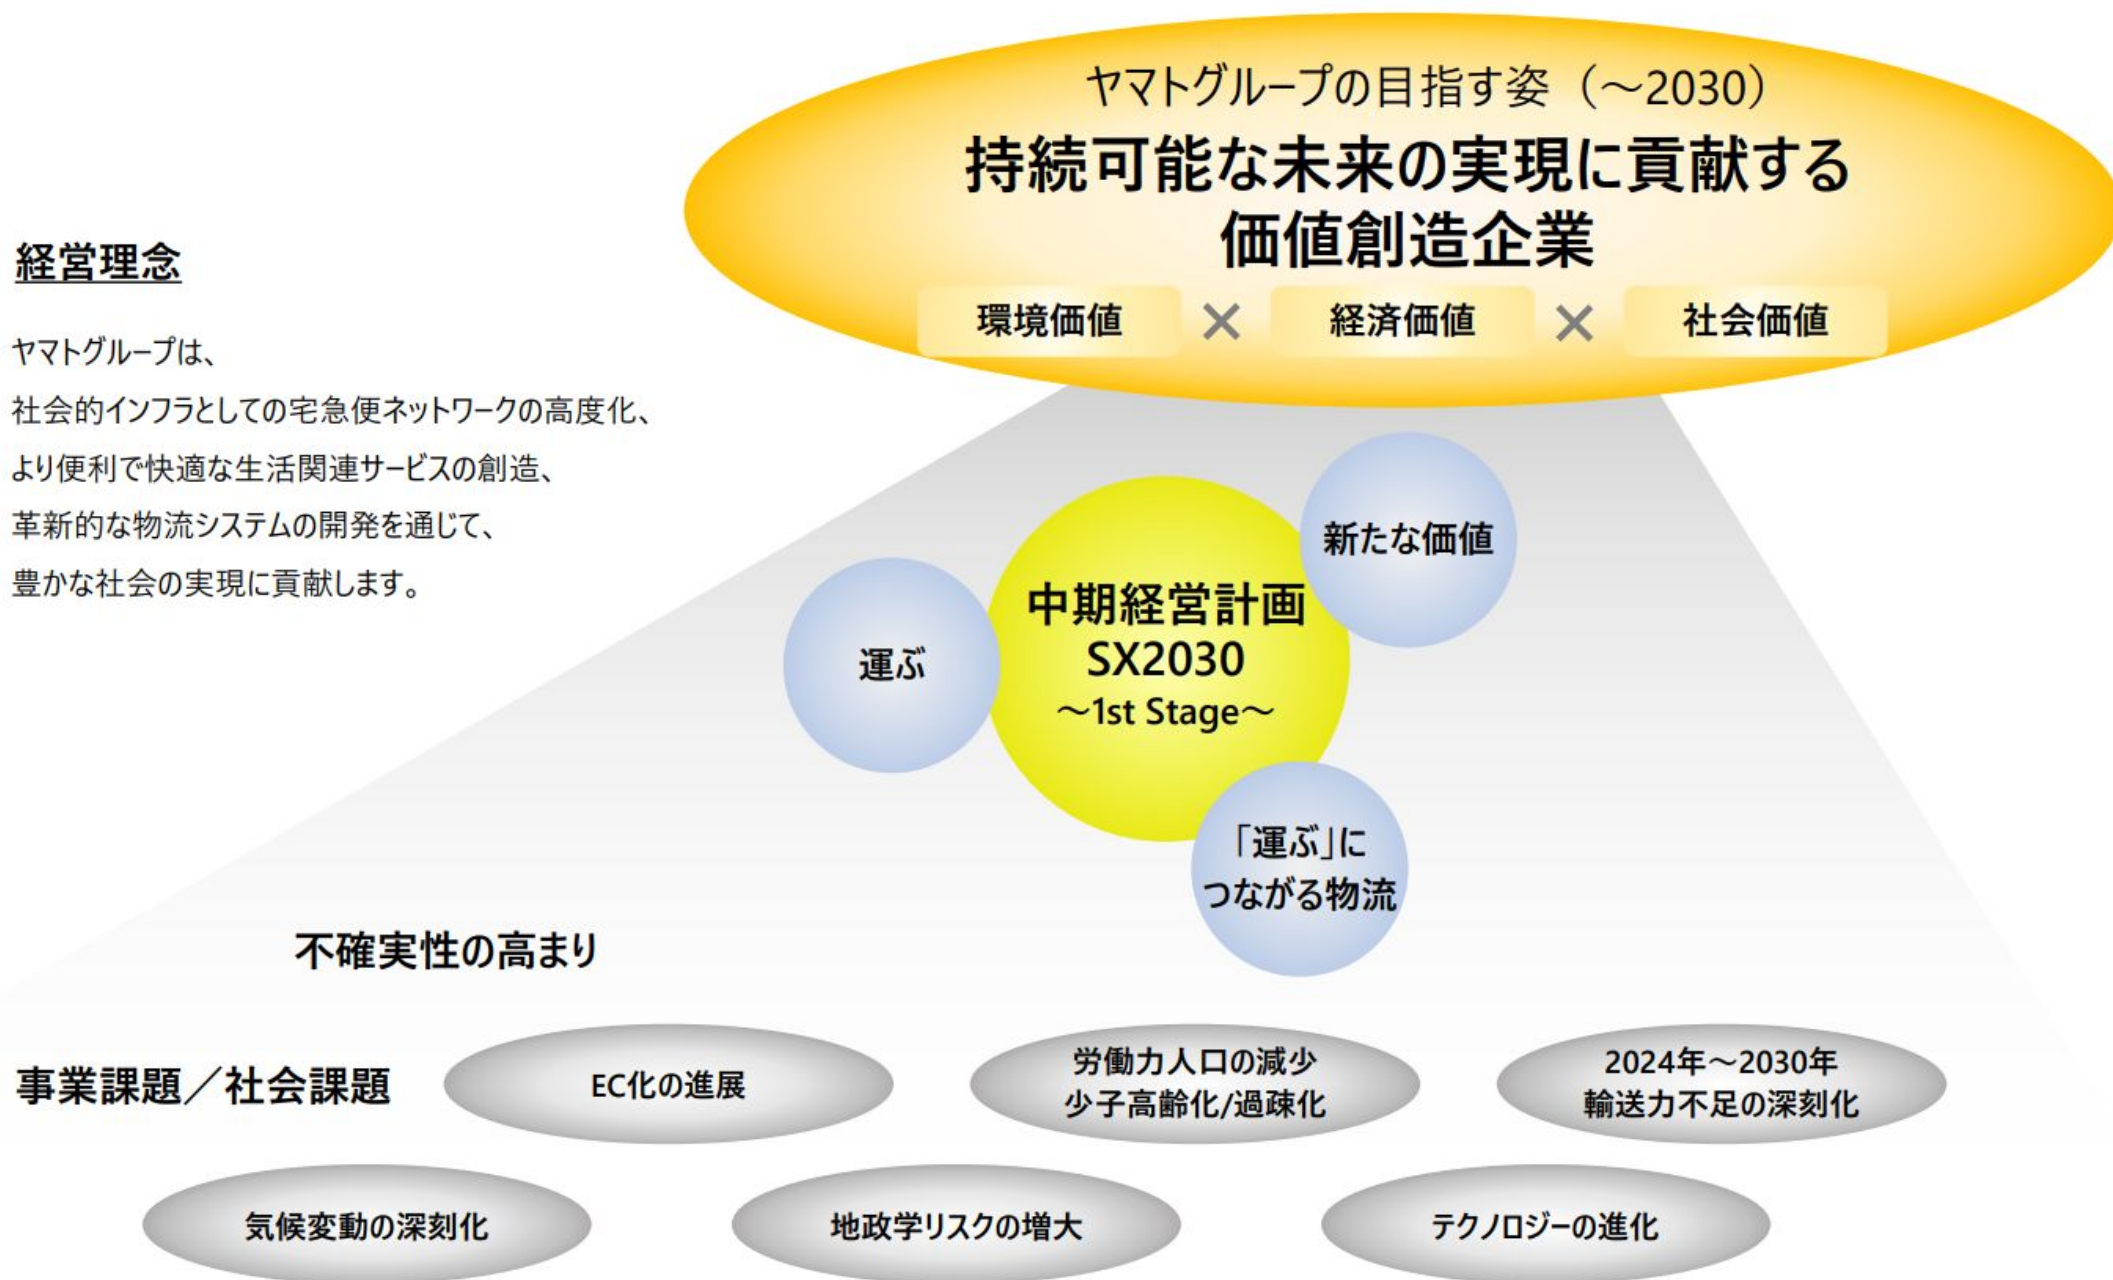 ヤマトグループの目指す姿（～2030）
持続可能な未来の実現に貢献する
価値創造企業
環境価値 × 経済価値 × 社会価値
経営理念
ヤマトグループは、
社会的インフラとしての宅急便ネットワークの高度化、
より便利で快適な生活関連サービスの創造、
革新的な物流システムの開発を通じて、
豊かな社会の実現に貢献します。
新たな価値
中期経営計画
SX2030
～1st Stage～
運ぶ
「運ぶ」に
つながる物流
不確実性の高まり
事業課題／社会課題
EC化の進展
労働力人口の減少
少子高齢化/過疎化
2024年～2030年
輸送力不足の深刻化
気候変動の深刻化
地政学リスクの増大
テクノロジーの進化